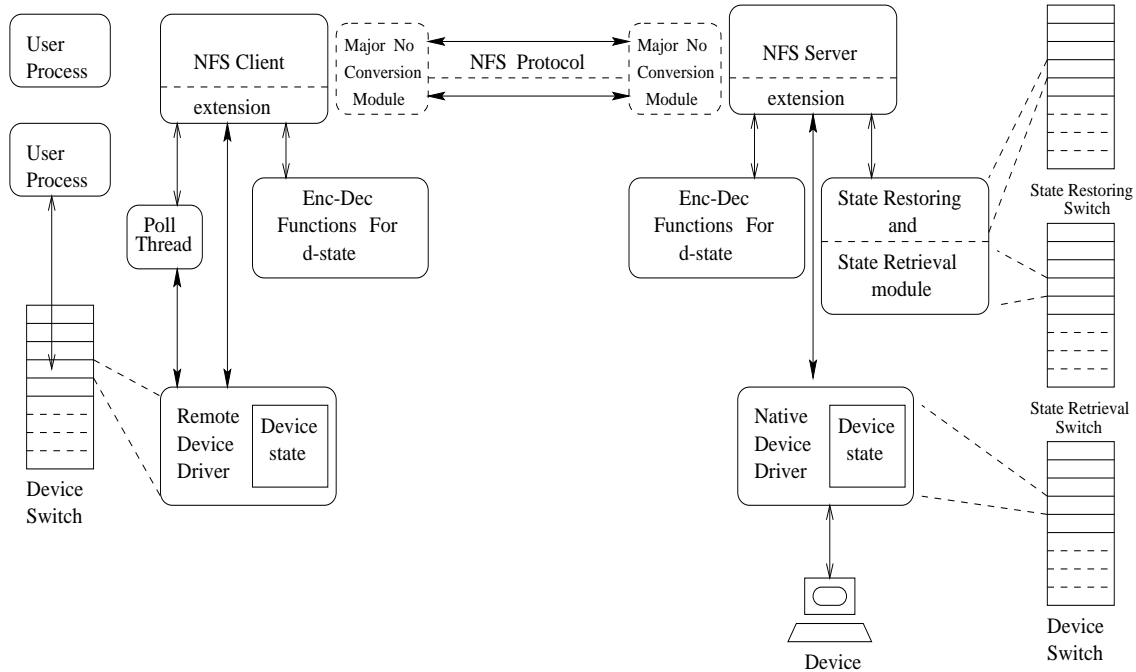 User
Process
NFS Client
extension
Major No
Conversion
Module
NFS Protocol
Major No
Conversion
Module
NFS Server
extension
User
Process
Poll
Thread
Enc-Dec
Functions For
d-state
Enc-Dec
Functions For
d-state
State Restoring
and
State Retrieval
module
State Restoring
Switch
State Retrieval
Switch
Remote
Device
Driver
Device
state
Native
Device
Driver
Device
state
Device
Switch
Device
Device
Switch